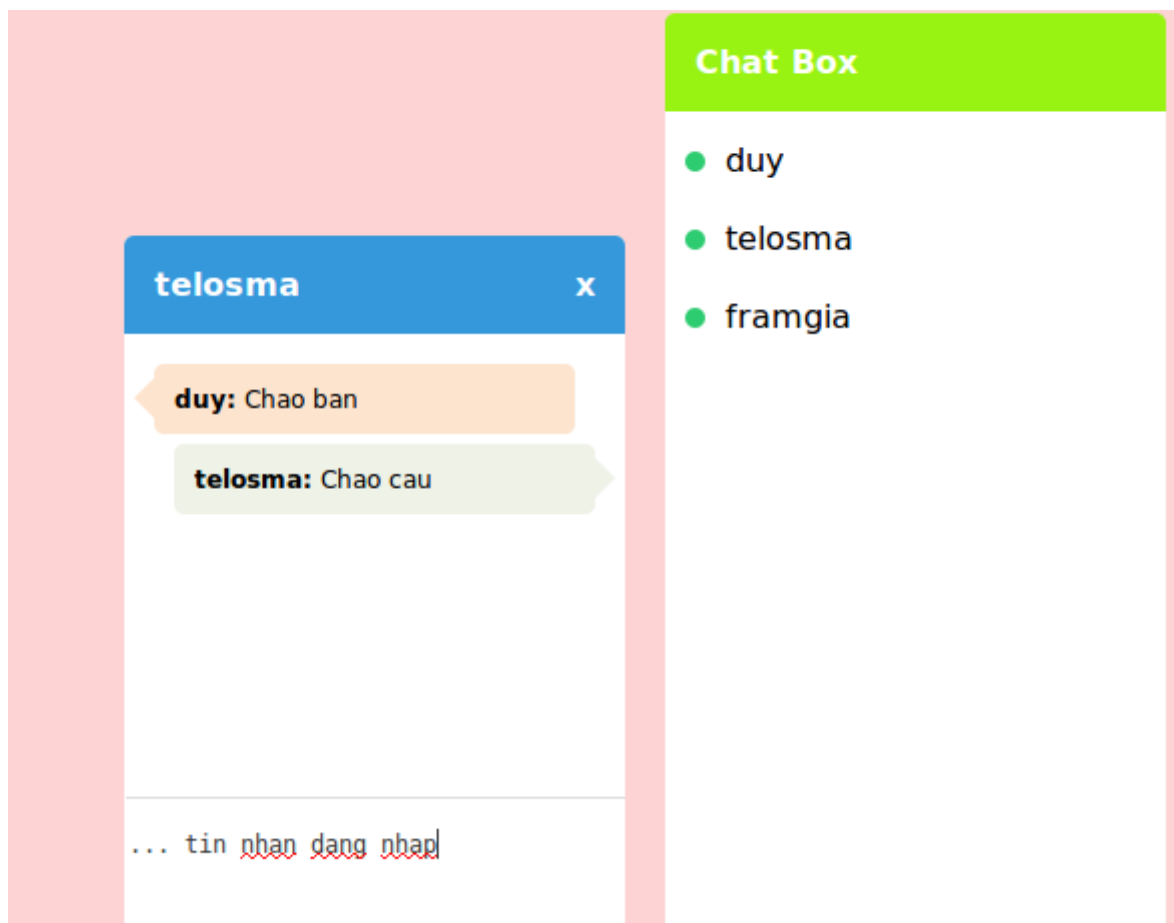 Chat Box
duy
telosma
framgia
telosma x
duy: Chao ban
telosma: Chao cau
... tin nhan dang nhap